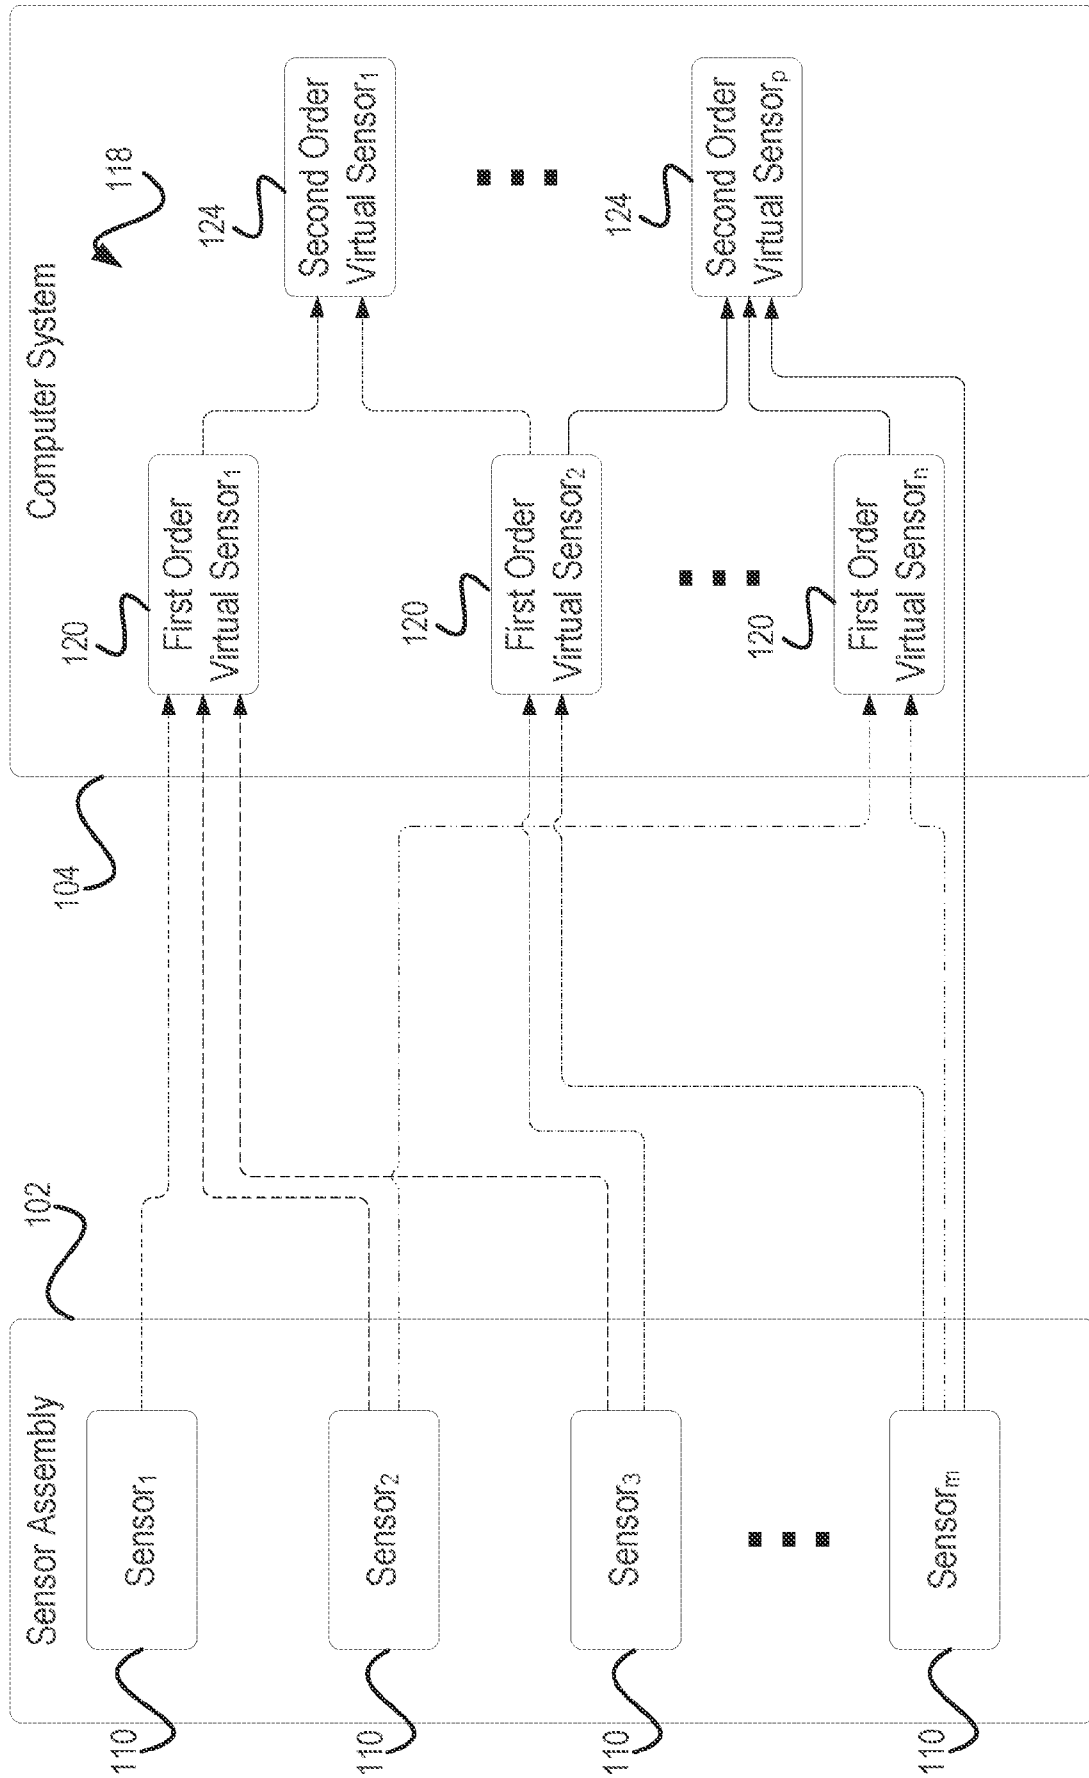 Sensor Assembly
102
110
Sensor1
110
Sensor2
110
Sensor3
110
Sensorm
104
Computer System
118
120
First Order
Virtual Sensor1
120
First Order
Virtual Sensor2
120
First Order
Virtual Sensorn
124
Second Order
Virtual Sensor1
124
Second Order
Virtual Sensorp